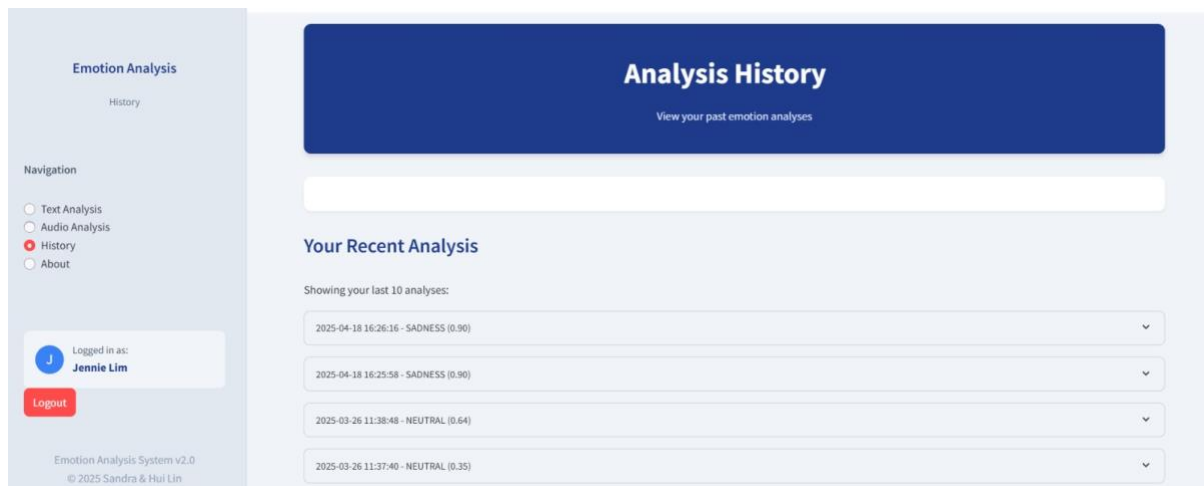 Emotion Analysis
History
Navigation
Text Analysis
Audio Analysis
History
About
Logged in as:
J
Jennie Lim
Logout
Emotion Analysis System v2.0
© 2025 Sandra & Hui Lin
Analysis History
View your past emotion analyses
Your Recent Analysis
Showing your last 10 analyses:
2025-04-18 16:26:16 - SADNESS (0.90)
2025-04-18 16:25:58 - SADNESS (0.90)
2025-03-26 11:38:48 - NEUTRAL (0.64)
2025-03-26 11:37:40 - NEUTRAL (0.35)